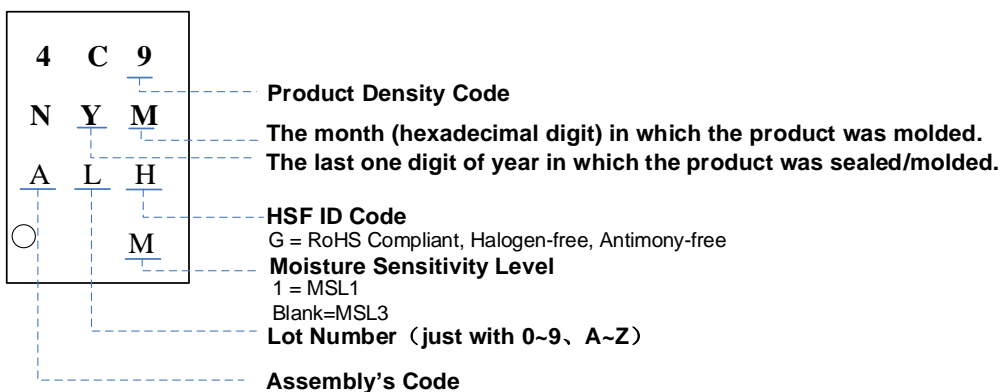 4 C 9
N Y M
A L H
M
Product Density Code
The month (hexadecimal digit) in which the product was molded.
The last one digit of year in which the product was sealed/molded.
HSF ID Code
G = RoHS Compliant, Halogen-free, Antimony-free
Moisture Sensitivity Level
1 = MSL1
Blank=MSL3
Lot Number（just with 0~9、A~Z）
Assembly's Code